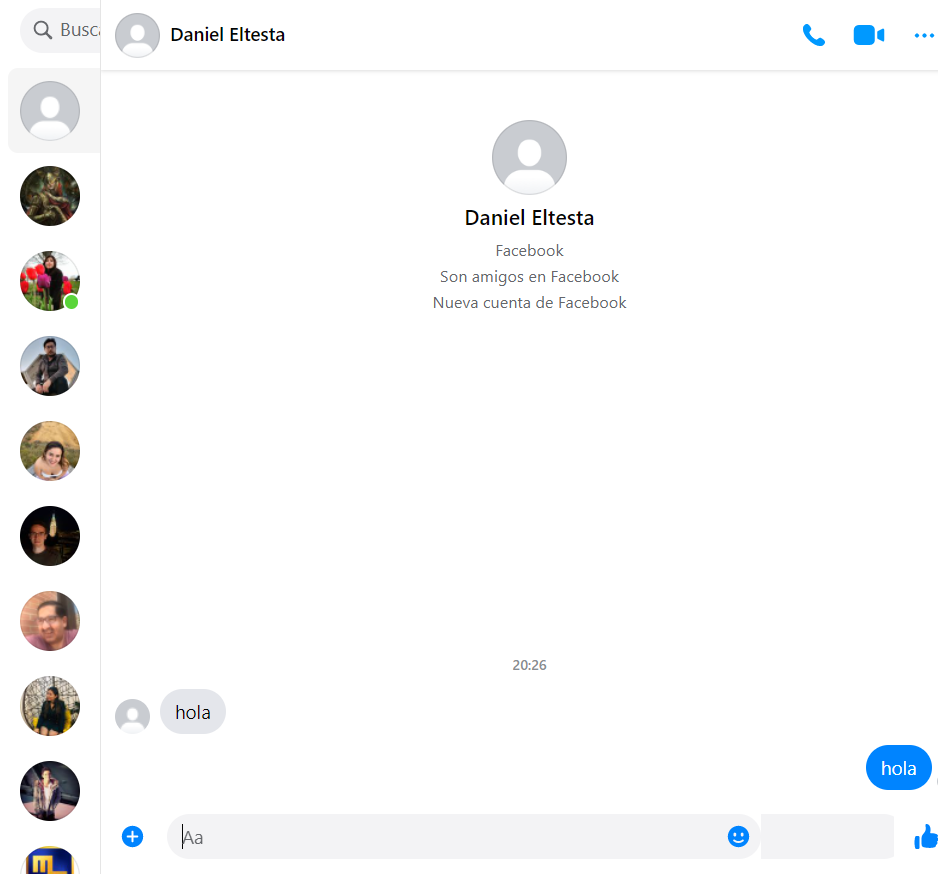 Busca
Daniel Eltesta
Daniel Eltesta
Facebook
Son amigos en Facebook
Nueva cuenta de Facebook
20:26
hola
hola
Aa